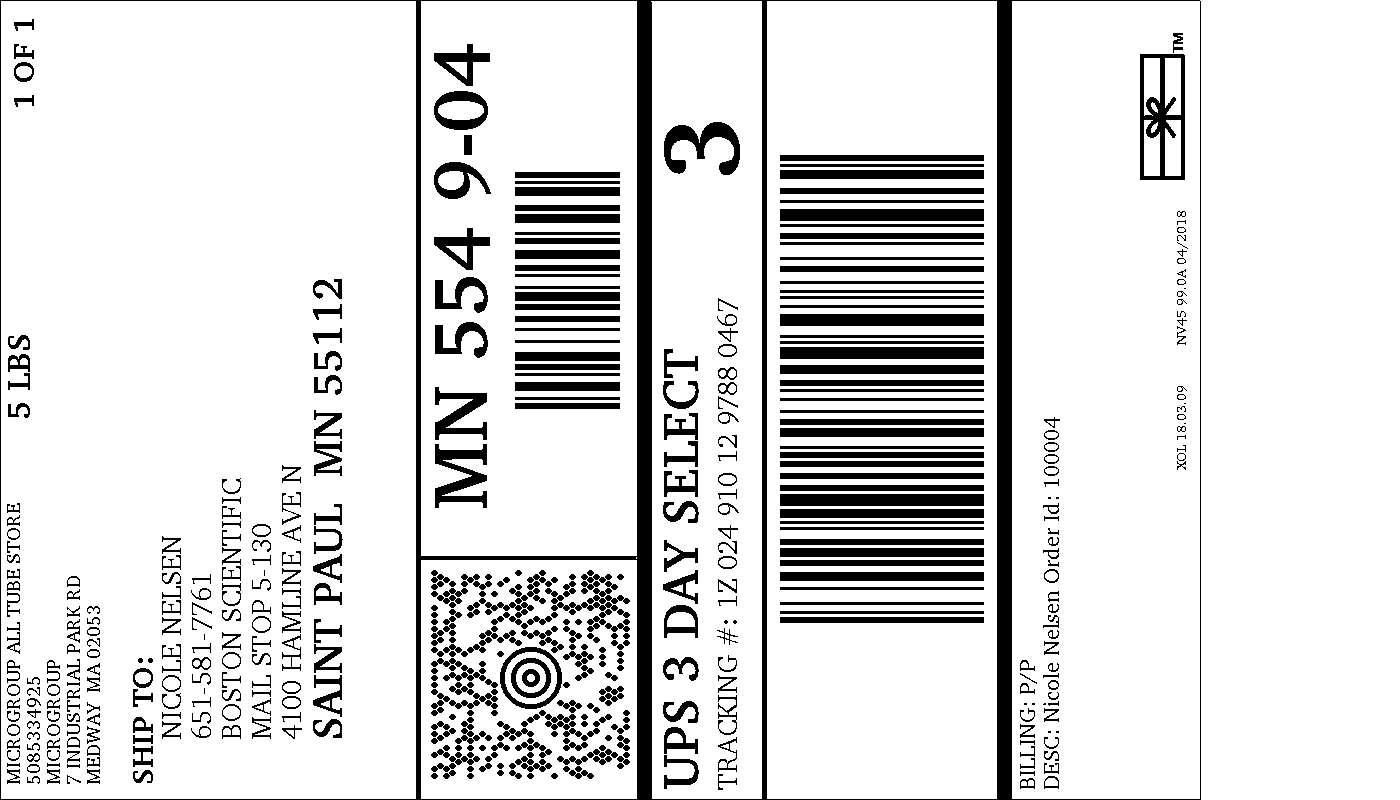 MICROGROUP ALL TUBE STORE 5 LBS 1 OF 1
5085334925
MICROGROUP
7 INDUSTRIAL PARK RD
MEDWAY MA 02053
SHIP TO:
NICOLE NELSEN
651-581-7761
BOSTON SCIENTIFIC
MAIL STOP 5-130
4100 HAMLINE AVE N
SAINT PAUL MN 55112
MN 554 9-04
UPS 3 DAY SELECT 3
TRACKING #: 1Z 024 910 12 9788 0467
BILLING: P/P
DESC: Nicole Nelsen Order Id: 100004
XOL 18.03.09 NV45 99.0A 04/2018
TM